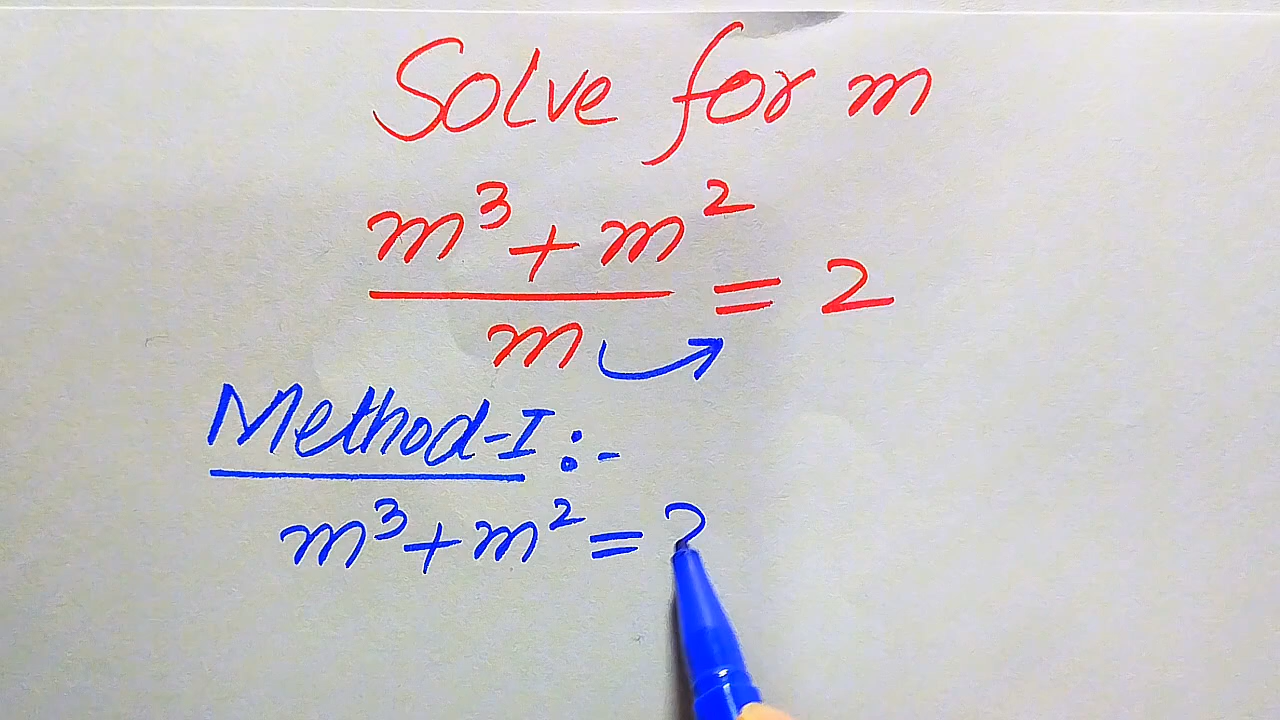 Solve for m
m³+m²
m
= 2
Method-I :-
m³+m² = 2